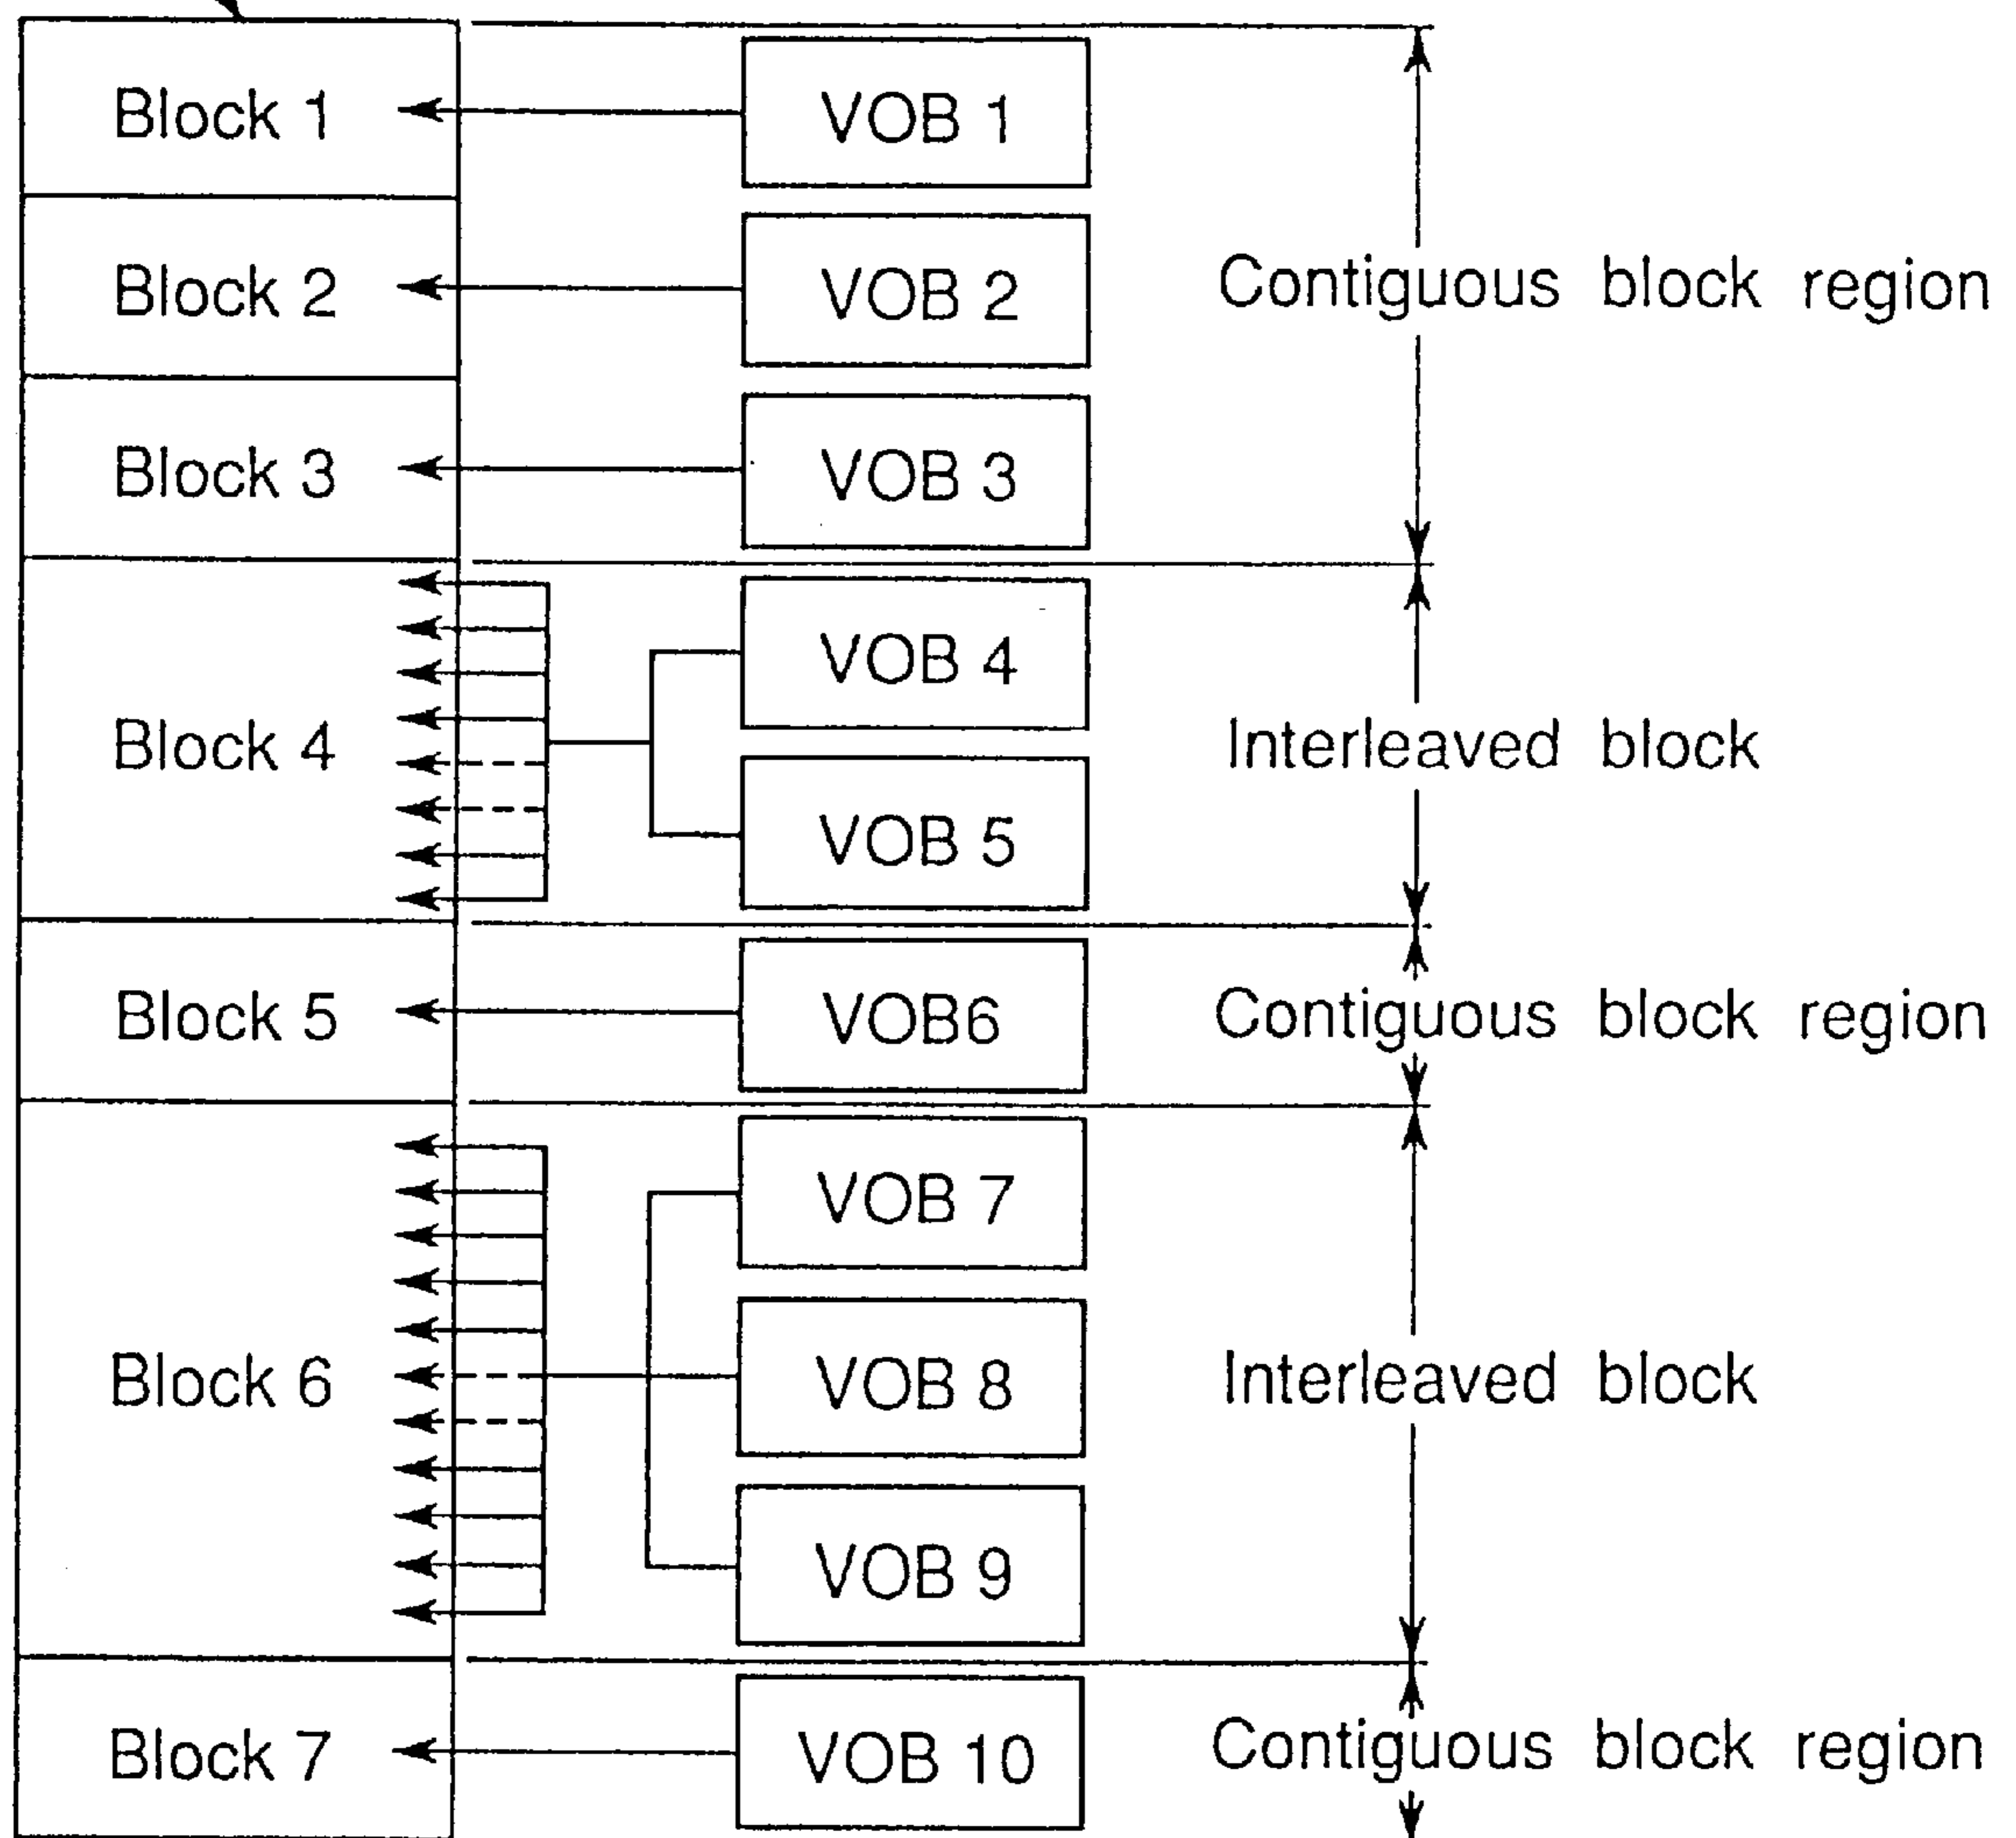 Block 1
VOB 1
Block 2
VOB 2
Contiguous block region
Block 3
VOB 3
VOB 4
Block 4
Interleaved block
VOB 5
Block 5
VOB6
Contiguous block region
VOB 7
Block 6
VOB 8
Interleaved block
VOB 9
Block 7
VOB 10
Contiguous block region